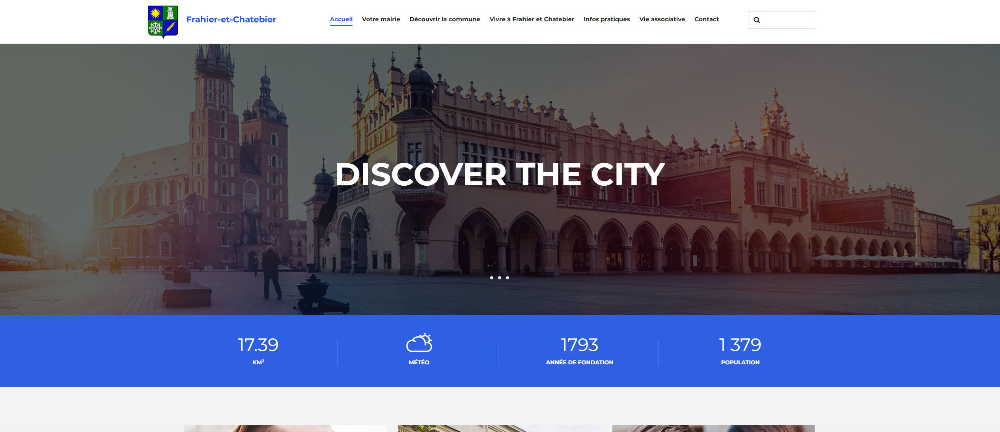 Frahier-et-Chatebier
Accueil Votre mairie Découvrir la commune Vivre à Frahier et Chatebier Infos pratiques Vie associative Contact
DISCOVER THE CITY
17.39
KM²
MÉTÉO
1793
ANNÉE DE FONDATION
1 379
POPULATION